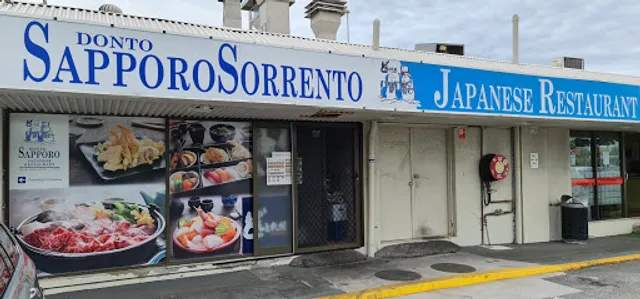 DONTO
SAPPORO SORRENTO
JAPANESE RESTAURANT
SAPPORO